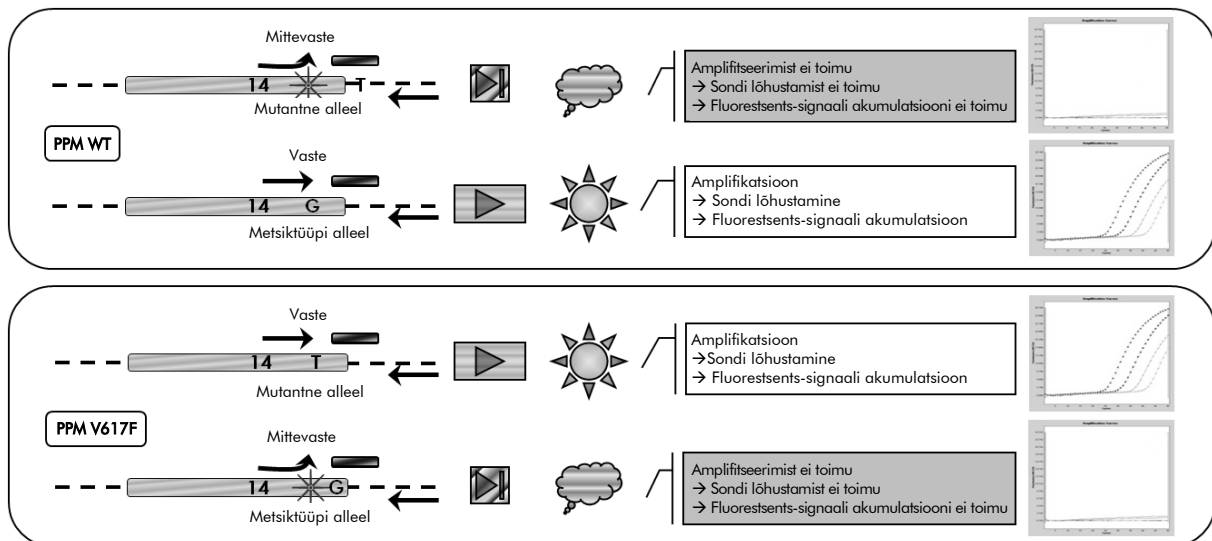 Mittevaste
14 T
Mutantne alleel
Amplifitseerimist ei toimu
→ Sondi lõhustamist ei toimu
→ Fluorestsents-signaali akumulatsiooni ei toimu
PPM WT
Vaste
14 G
Metsiktüüpi alleel
Amplifikatsioon
→ Sondi lõhustamine
→ Fluorestsents-signaali akumulatsioon
Vaste
14 T
Mutantne alleel
Amplifikatsioon
→Sondi lõhustamine
→ Fluorestsents-signaali akumulatsioon
PPM V617F
Mittevaste
14 G
Metsiktüüpi alleel
Amplifitseerimist ei toimu
→ Sondi lõhustamist ei toimu
→ Fluorestsents-signaali akumulatsiooni ei toimu